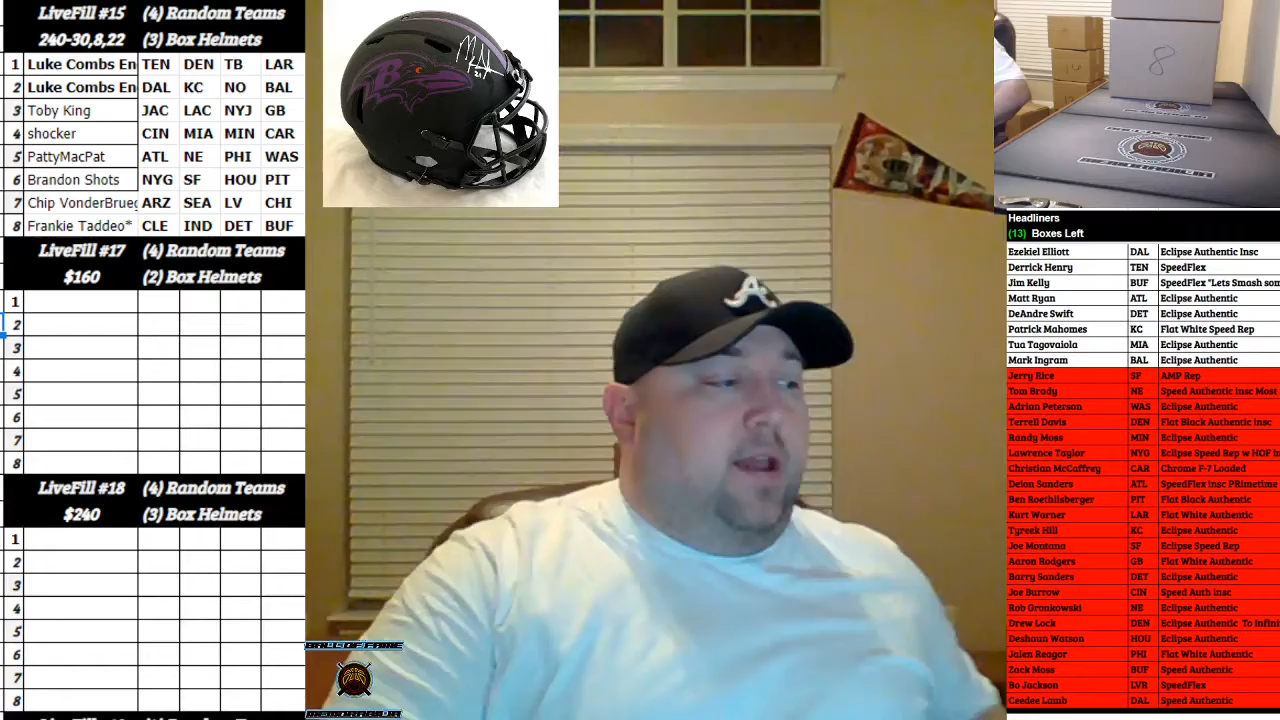 LiveFill #15 (4) Random Teams
240-30,8,22 (3) Box Helmets
1 Luke Combs En TEN DEN TB LAR
2 Luke Combs En DAL KC NO BAL
3 Toby King JAC LAC NYJ GB
4 shocker CIN MIA MIN CAR
5 PattyMacPat ATL NE PHI WAS
6 Brandon Shots NYG SF HOU PIT
7 Chip VonderBrueg ARZ SEA LV CHI
8 Frankie Taddeo* CLE IND DET BUF
LiveFill #17 (4) Random Teams
$160 (2) Box Helmets
1
2
3
4
5
6
7
8
LiveFill #18 (4) Random Teams
$240 (3) Box Helmets
1
2
3
4
5
6
7
8
B
A
BALL OF FAME
8
Headliners
(13) Boxes Left
Ezekiel Elliott DAL Eclipse Authentic Insc
Derrick Henry TEN SpeedFlex
Jim Kelly BUF SpeedFlex "Lets Smash som
Matt Ryan ATL Eclipse Authentic
DeAndre Swift DET Eclipse Authentic
Patrick Mahomes KC Flat White Speed Rep
Tua Tagovaiola MIA Eclipse Authentic
Mark Ingram BAL Eclipse Authentic
Jerry Rice SF AMP Rep
Tom Brady NE Speed Authentic insc Most
Adrian Peterson WAS Eclipse Authentic
Terrell Davis DEN Flat Black Authentic insc
Randy Moss MIN Eclipse Authentic
Lawrence Taylor NYG Eclipse Speed Rep w HOF in
Christian McCaffrey CAR Chrome F-7 Loaded
Deion Sanders ATL SpeedFlex insc PRimetime
Ben Roethlisberger PIT Flat Black Authentic
Kurt Warner LAR Flat White Authentic
Tyreek Hill KC Eclipse Authentic
Joe Montana SF Eclipse Speed Rep
Aaron Rodgers GB Flat White Authentic
Barry Sanders DET Eclipse Authentic
Joe Burrow CIN Speed Auth insc
Rob Gronkowski NE Eclipse Authentic
Drew Lock DEN Eclipse Authentic To Infini
Deshaun Watson HOU Eclipse Authentic
Jalen Reagor PHI Flat White Authentic
Zack Moss BUF Speed Authentic
Bo Jackson LVR SpeedFlex
Ceedee Lamb DAL Speed Authentic